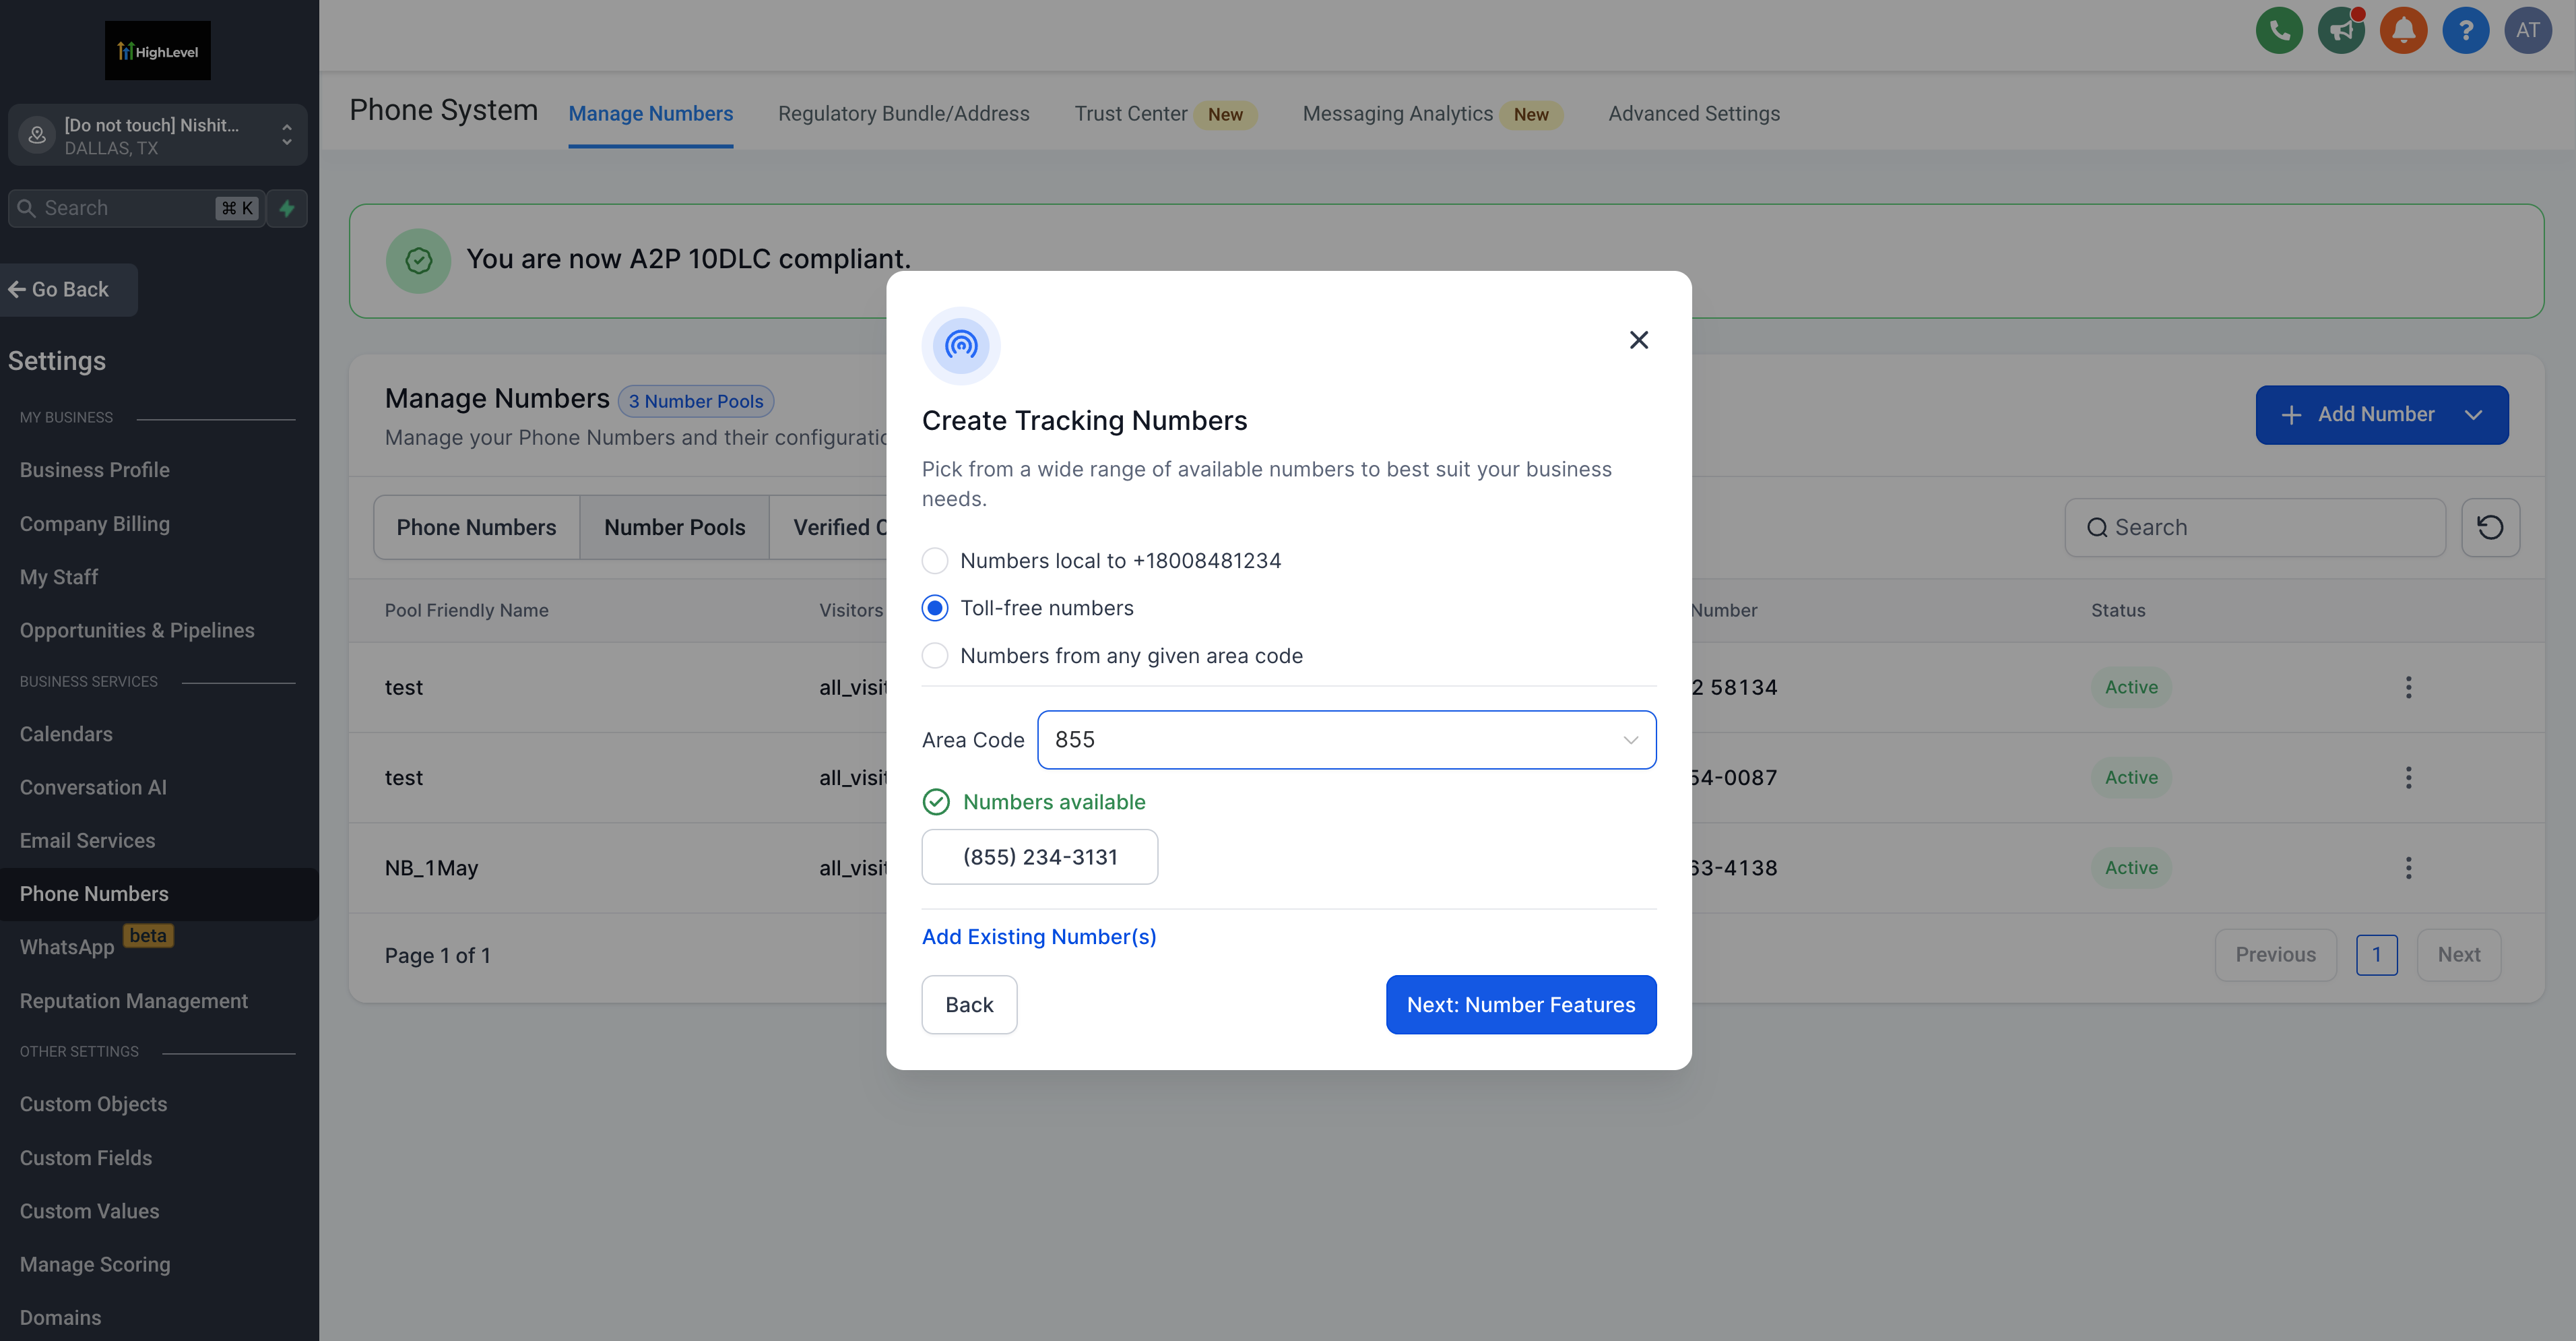 HighLevel
[Do not touch] Nishit...
DALLAS, TX
Search
⌘ K
Go Back
Settings
MY BUSINESS
Business Profile
Company Billing
My Staff
Opportunities & Pipelines
BUSINESS SERVICES
Calendars
Conversation AI
Email Services
Phone Numbers
WhatsApp beta
Reputation Management
OTHER SETTINGS
Custom Objects
Custom Fields
Custom Values
Manage Scoring
Domains
AT
Phone System
Manage Numbers
Regulatory Bundle/Address
Trust Center New
Messaging Analytics New
Advanced Settings
You are now A2P 10DLC compliant.
Manage Numbers 3 Number Pools
Manage your Phone Numbers and their configuratio
Add Number
Phone Numbers
Number Pools
Verified C
Search
Pool Friendly Name
Visitors
Number
Status
test
all_visit
2 58134
Active
test
all_visit
54-0087
Active
NB_1May
all_visit
63-4138
Active
Page 1 of 1
Previous
1
Next
Create Tracking Numbers
Pick from a wide range of available numbers to best suit your business
needs.
Numbers local to +18008481234
Toll-free numbers
Numbers from any given area code
Area Code
855
Numbers available
(855) 234-3131
Add Existing Number(s)
Back
Next: Number Features